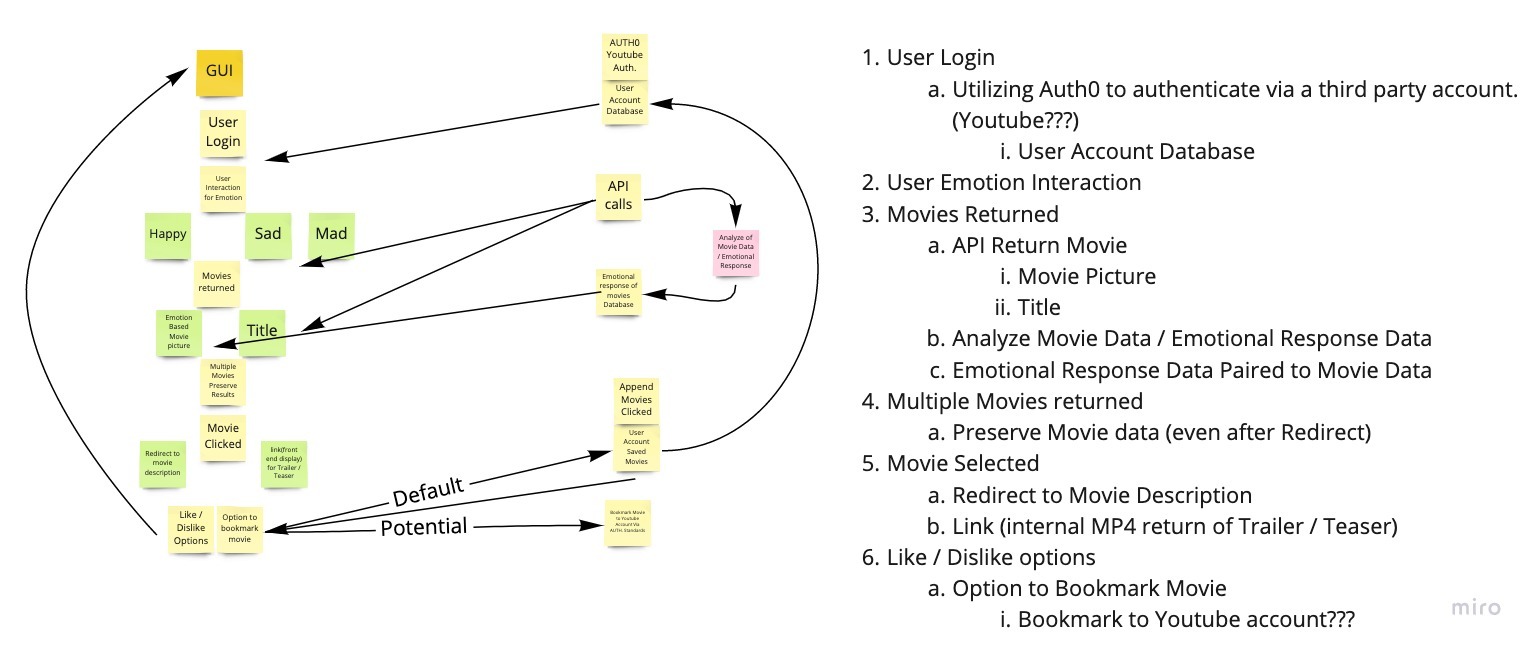 GUI
User
Login
User
Interaction
for Emotion
Happy
Sad
Mad
Movies
returned
Emotion
Based
Movie
picture
Title
Multiple
Movies
Preserve
Results
Movie
Clicked
Redirect to
movie
description
link(front
end display)
for Trailer /
Teaser
Like /
Dislike
Options
Option to
bookmark
movie
AUTH0
Youtube
Auth.
User
Account
Database
API
calls
Analyze of
Movie Data
/ Emotional
Response
Emotional
response of
movies
Database
Append
Movies
Clicked
User
Account
Saved
Movies
Default
Potential
Bookmark Movie
to Youtube
Account Via
AUTH. Standards
1. User Login
a. Utilizing Auth0 to authenticate via a third party account.
(Youtube???)
i. User Account Database
2. User Emotion Interaction
3. Movies Returned
a. API Return Movie
i. Movie Picture
ii. Title
b. Analyze Movie Data / Emotional Response Data
c. Emotional Response Data Paired to Movie Data
4. Multiple Movies returned
a. Preserve Movie data (even after Redirect)
5. Movie Selected
a. Redirect to Movie Description
b. Link (internal MP4 return of Trailer / Teaser)
6. Like / Dislike options
a. Option to Bookmark Movie
i. Bookmark to Youtube account???
miro